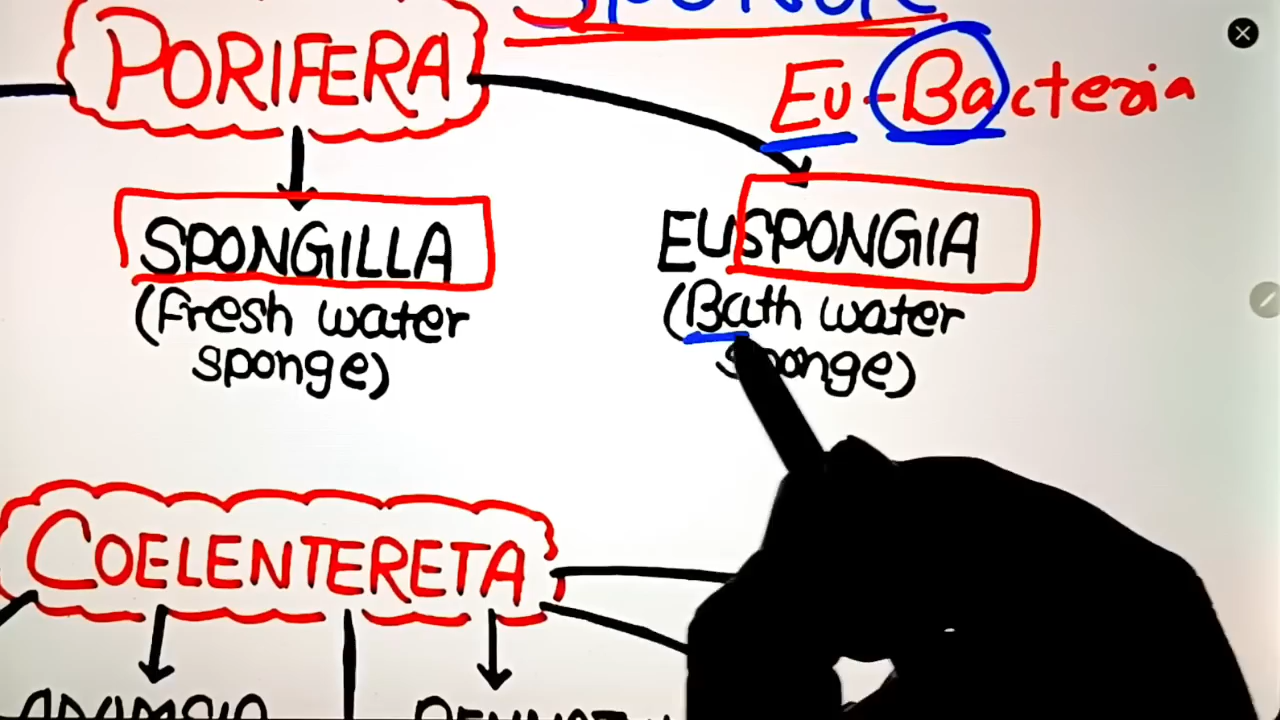 PORIFERA
Eu-Bacteria
SPONGILLA
(Fresh water
sponge)
EUSPONGIA
(Bath water
sponge)
COELENTERETA